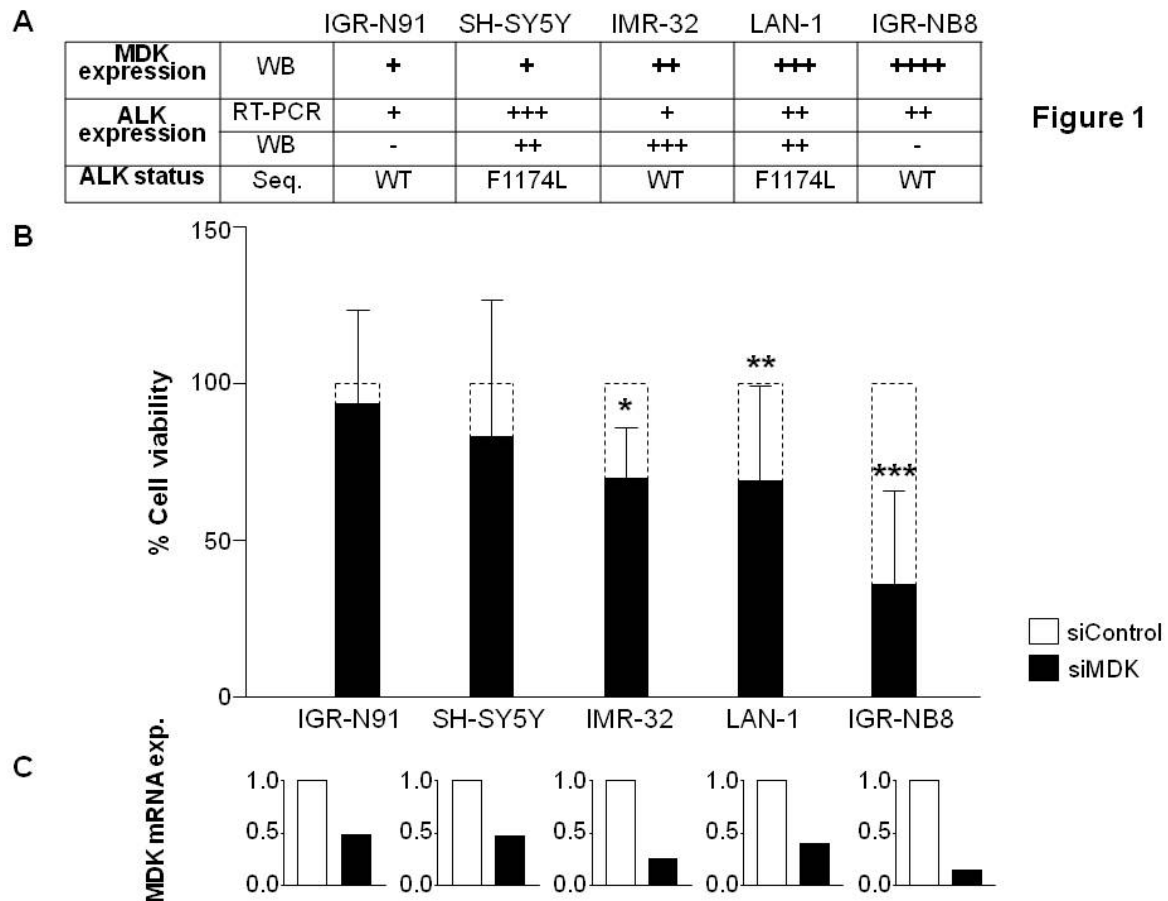 A
IGR-N91 SH-SY5Y IMR-32 LAN-1 IGR-NB8
MDK expression WB + + ++ +++ ++++
ALK expression RT-PCR + +++ + ++ ++
WB - ++ +++ ++ -
ALK status Seq. WT F1174L WT F1174L WT
Figure 1
B
% Cell viability
150
100
50
0
* ** ***
IGR-N91 SH-SY5Y IMR-32 LAN-1 IGR-NB8
siControl
siMDK
C
MDK mRNA exp.
1.0 1.0 1.0 1.0 1.0
0.5 0.5 0.5 0.5 0.5
0.0 0.0 0.0 0.0 0.0